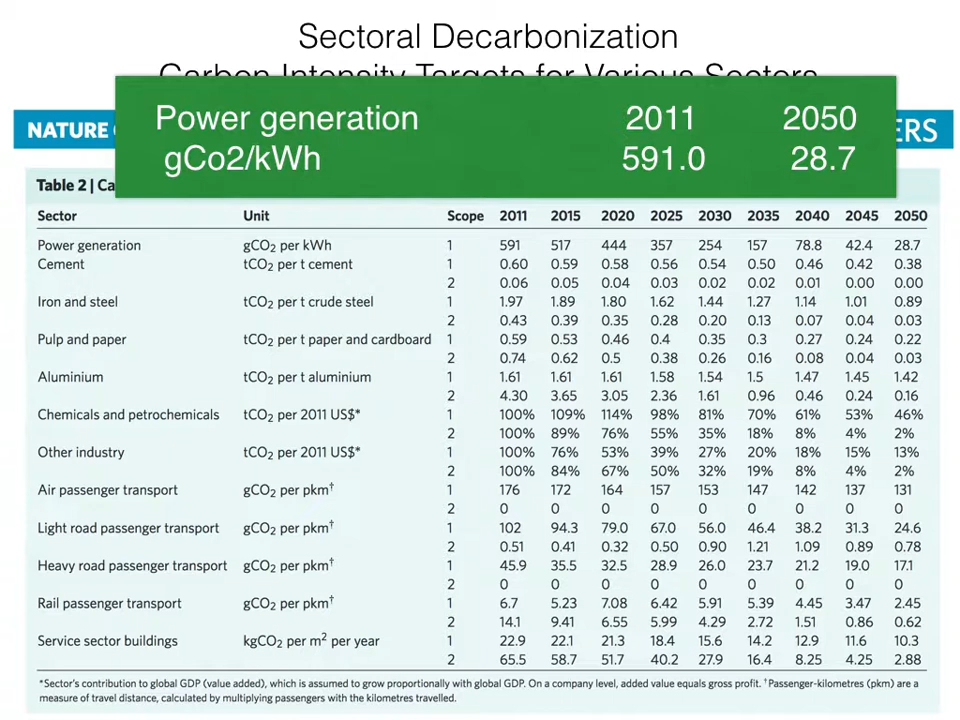 Sectoral Decarbonization
Carbon Intensity Targets for Various Sectors
NATURE
ERS
Power generation 2011 2050
gCo2/kWh 591.0 28.7
Table 2 | Ca
Sector Unit Scope 2011 2015 2020 2025 2030 2035 2040 2045 2050
Power generation gCO2 per kWh 1 591 517 444 357 254 157 78.8 42.4 28.7
Cement tCO2 per t cement 1 0.60 0.59 0.58 0.56 0.54 0.50 0.46 0.42 0.38
2 0.06 0.05 0.04 0.03 0.02 0.02 0.01 0.00 0.00
Iron and steel tCO2 per t crude steel 1 1.97 1.89 1.80 1.62 1.44 1.27 1.14 1.01 0.89
2 0.43 0.39 0.35 0.28 0.20 0.13 0.07 0.04 0.03
Pulp and paper tCO2 per t paper and cardboard 1 0.59 0.53 0.46 0.4 0.35 0.3 0.27 0.24 0.22
2 0.74 0.62 0.5 0.38 0.26 0.16 0.08 0.04 0.03
Aluminium tCO2 per t aluminium 1 1.61 1.61 1.61 1.58 1.54 1.5 1.47 1.45 1.42
2 4.30 3.65 3.05 2.36 1.61 0.96 0.46 0.24 0.16
Chemicals and petrochemicals tCO2 per 2011 US$* 1 100% 109% 114% 98% 81% 70% 61% 53% 46%
2 100% 89% 76% 55% 35% 18% 8% 4% 2%
Other industry tCO2 per 2011 US$* 1 100% 76% 53% 39% 27% 20% 18% 15% 13%
2 100% 84% 67% 50% 32% 19% 8% 4% 2%
Air passenger transport gCO2 per pkm† 1 176 172 164 157 153 147 142 137 131
2 0 0 0 0 0 0 0 0 0
Light road passenger transport gCO2 per pkm† 1 102 94.3 79.0 67.0 56.0 46.4 38.2 31.3 24.6
2 0.51 0.41 0.32 0.50 0.90 1.21 1.09 0.89 0.78
Heavy road passenger transport gCO2 per pkm† 1 45.9 35.5 32.5 28.9 26.0 23.7 21.2 19.0 17.1
2 0 0 0 0 0 0 0 0 0
Rail passenger transport gCO2 per pkm† 1 6.7 5.23 7.08 6.42 5.91 5.39 4.45 3.47 2.45
2 14.1 9.41 6.55 5.99 4.29 2.72 1.51 0.86 0.62
Service sector buildings kgCO2 per m2 per year 1 22.9 22.1 21.3 18.4 15.6 14.2 12.9 11.6 10.3
2 65.5 58.7 51.7 40.2 27.9 16.4 8.25 4.25 2.88
*Sector's contribution to global GDP (value added), which is assumed to grow proportionally with global GDP. On a company level, added value equals gross profit. †Passenger-kilometres (pkm) are a
measure of travel distance, calculated by multiplying passengers with the kilometres travelled.